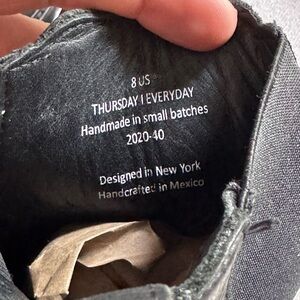 8 US
THURSDAY | EVERYDAY
Handmade in small batches
2020-40
Designed in New York
Handcrafted in Mexico